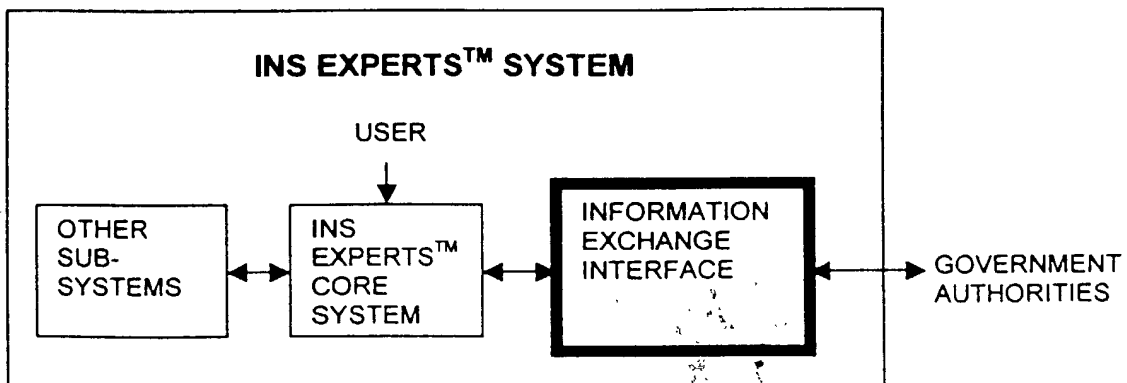 INS EXPERTS™ SYSTEM
USER
OTHER
SUB-
SYSTEMS
INS
EXPERTS™
CORE
SYSTEM
INFORMATION
EXCHANGE
INTERFACE
GOVERNMENT
AUTHORITIES